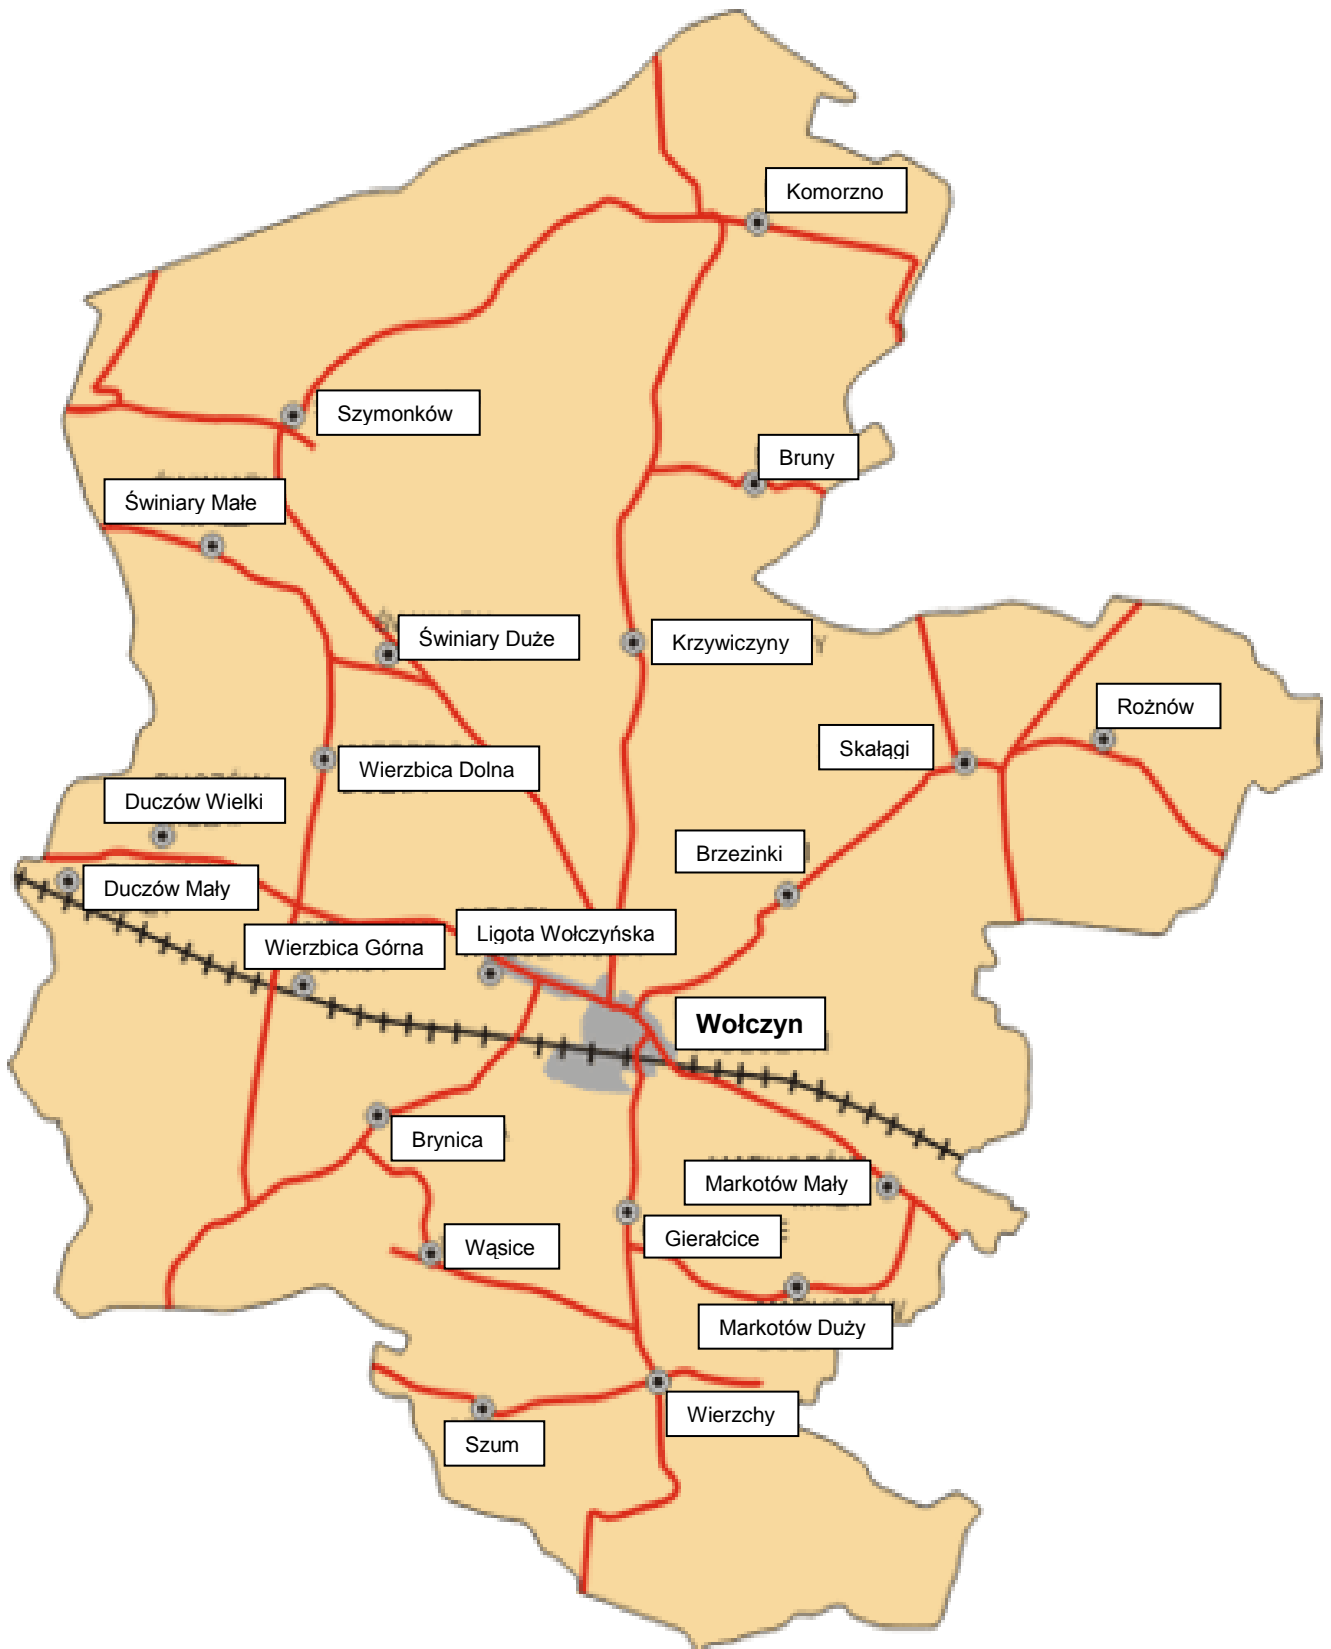 Komorzno
Szymonków
Bruny
Świniary Małe
Świniary Duże
Krzywiczyny
Rożnów
Skałągi
Wierzbica Dolna
Duczów Wielki
Brzezinki
Duczów Mały
Ligota Wołczyńska
Wierzbica Górna
Wołczyn
Brynica
Markotów Mały
Gierałcice
Wąsice
Markotów Duży
Wierzchy
Szum